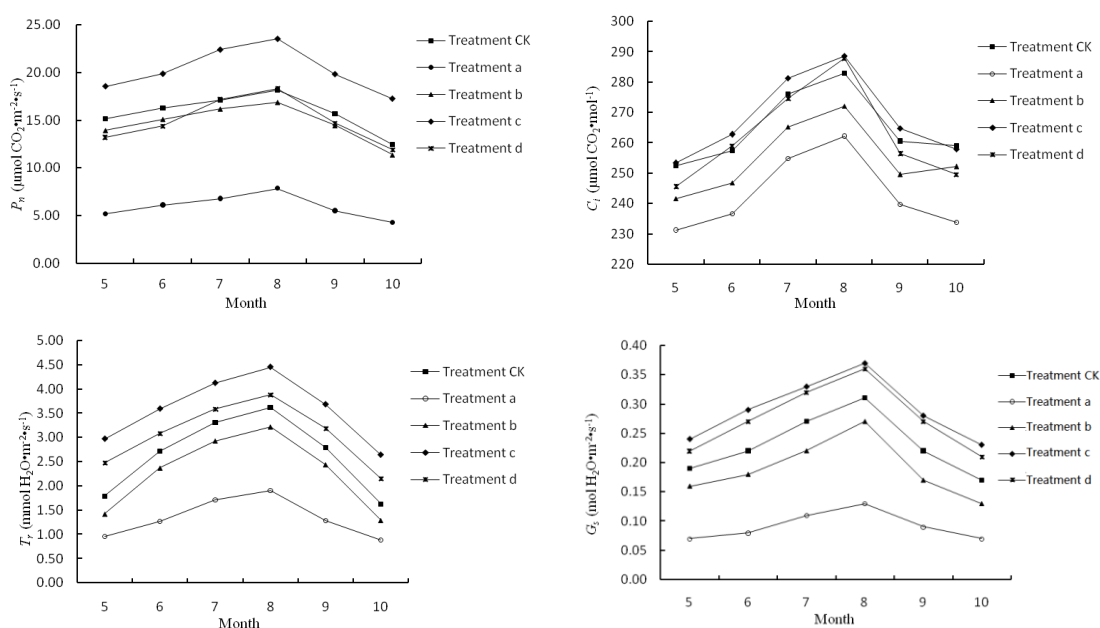 25.00
20.00
15.00
10.00
5.00
0.00
Pn (μmol CO2•m-2•s-1)
5 6 7 8 9 10
Month
Treatment CK
Treatment a
Treatment b
Treatment c
Treatment d
300
290
280
270
260
250
240
230
220
Ci (μmol CO2•mol-1)
5 6 7 8 9 10
Month
Treatment CK
Treatment a
Treatment b
Treatment c
Treatment d
5.00
4.50
4.00
3.50
3.00
2.50
2.00
1.50
1.00
0.50
0.00
Tr (mmol H2O•m-2•s-1)
5 6 7 8 9 10
Month
Treatment CK
Treatment a
Treatment b
Treatment c
Treatment d
0.40
0.35
0.30
0.25
0.20
0.15
0.10
0.05
0.00
Gs (mol H2O•m-2•s-1)
5 6 7 8 9 10
Month
Treatment CK
Treatment a
Treatment b
Treatment c
Treatment d